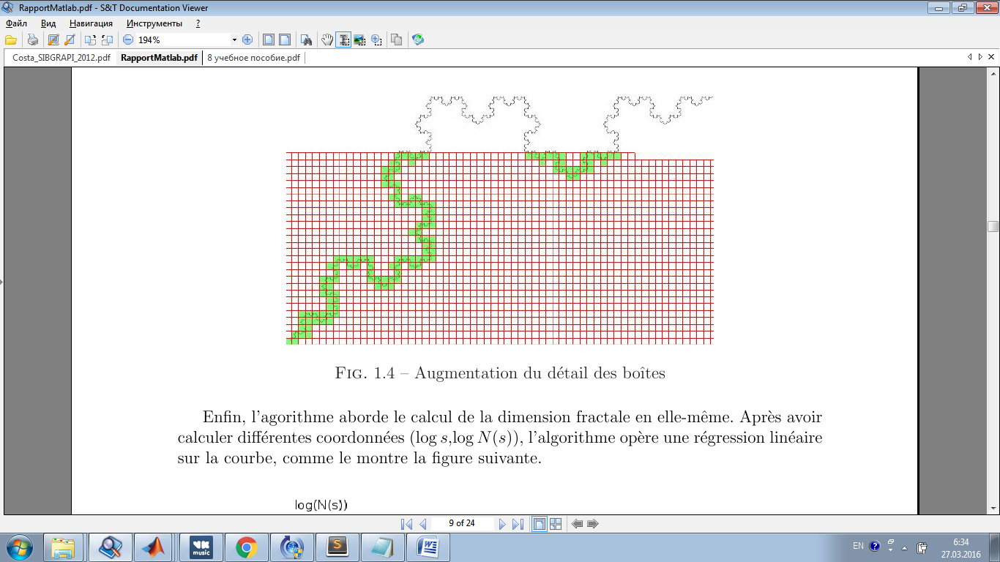 RapportMatlab.pdf - S&T Documentation Viewer
Файл Вид Навигация Инструменты ?
194%
Costa_SIBGRAPI_2012.pdf RapportMatlab.pdf 8 учебное пособие.pdf
Fig. 1.4 – Augmentation du détail des boîtes
Enfin, l'agorithme aborde le calcul de la dimension fractale en elle-même. Après avoir
calculer différentes coordonnées (log s,log N(s)), l'algorithme opère une régression linéaire
sur la courbe, comme le montre la figure suivante.
log(N(s))
9 of 24
VK music
S
W
EN ? 6:34
27.03.2016